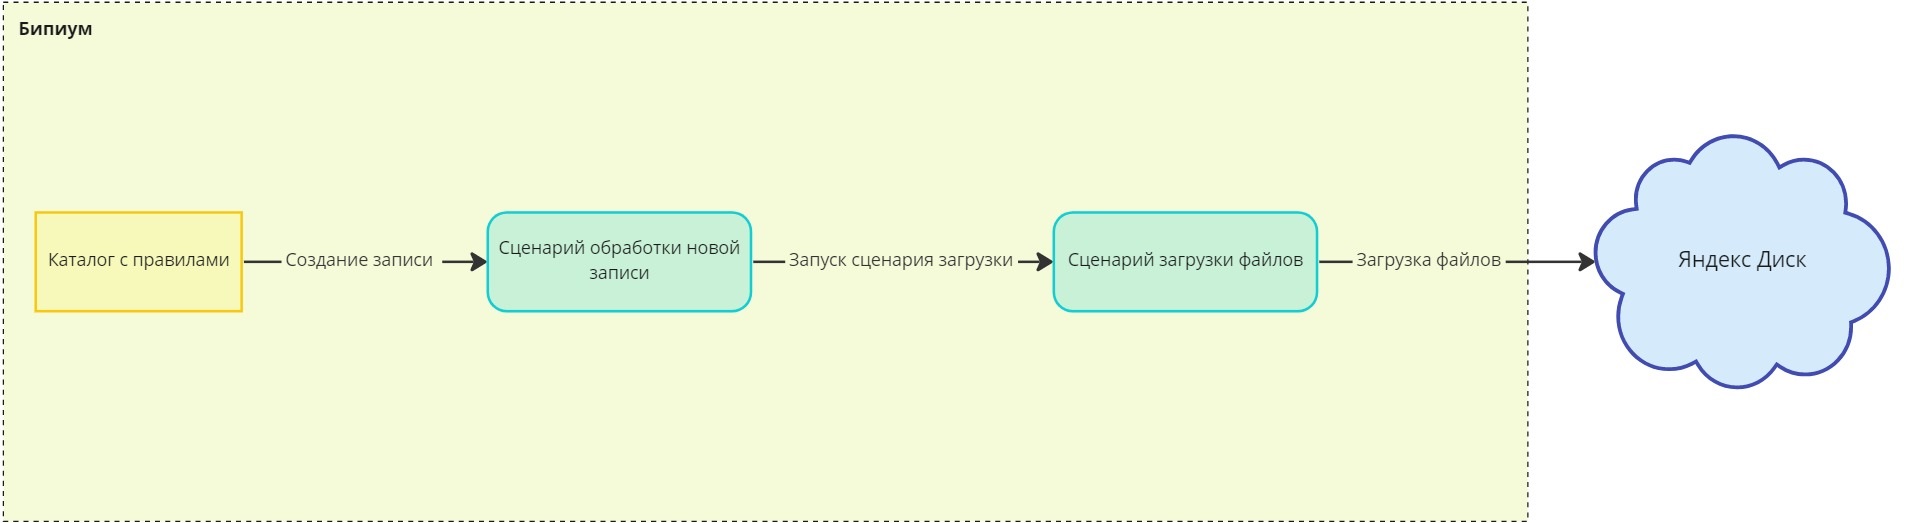 Бипиум
Каталог с правилами
Создание записи
Сценарий обработки новой
записи
Запуск сценария загрузки
Сценарий загрузки файлов
Загрузка файлов
Яндекс Диск